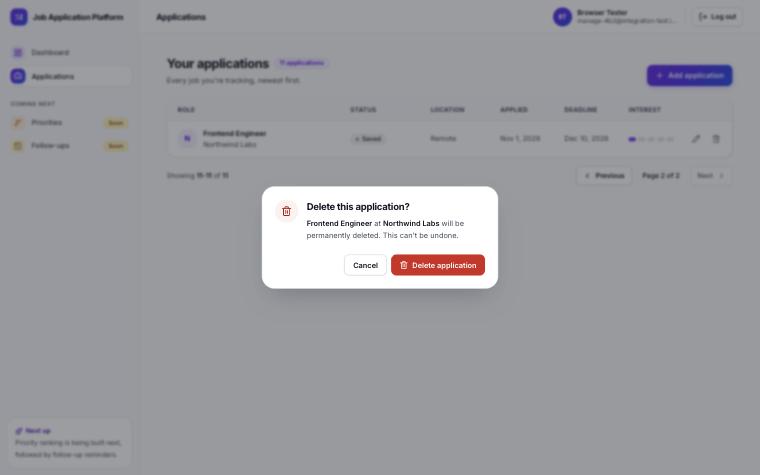 Job Application Platform
Applications
Browser Tester
Log out
Dashboard
Applications
COMING NEXT
Priorities
Soon
Follow-ups
Soon
Your applications
11 applications
Every job you're tracking, newest first.
Add application
ROLE STATUS LOCATION APPLIED DEADLINE INTEREST
N
Frontend Engineer
Northwind Labs
Saved
Remote
Nov 1, 2026
Dec 10, 2026
Showing 11-11 of 11
Previous
Page 2 of 2
Next
Delete this application?
Frontend Engineer at Northwind Labs will be
permanently deleted. This can't be undone.
Cancel
Delete application
Next up
Priority ranking is being built next,
followed by follow-up reminders.